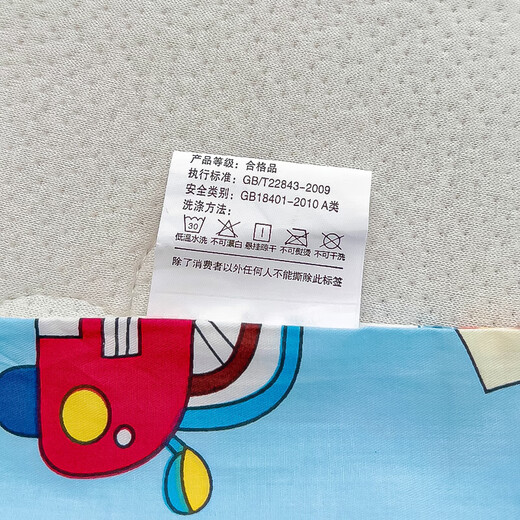 产品等级：合格品
执行标准：GB/T22843-2009
安全类别：GB18401-2010 A类
洗涤方法：
30
低温水洗 不可漂白 悬挂晾干 不可熨烫 不可干洗
除了消费者以外任何人不能撕除此标签